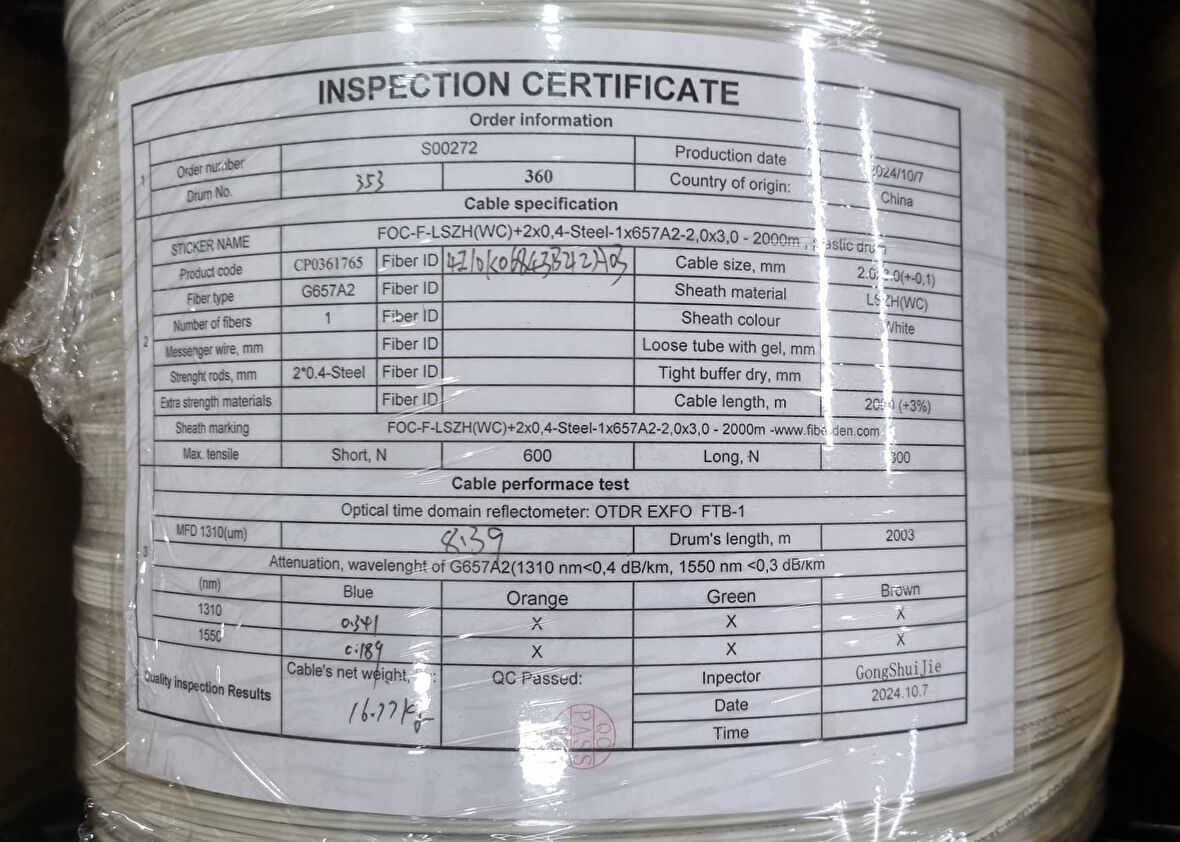 INSPECTION CERTIFICATE
Order information
1 Order number S00272 Production date 2024/10/7
Drum No. 353 360 Country of origin: China
Cable specification
STICKER NAME FOC-F-LSZH(WC)+2x0,4-Steel-1x657A2-2,0x3,0 - 2000m , plastic drum
Product code CP0361765 Fiber ID Cable size, mm 2.0x3.0(+-0,1)
Fiber type G657A2 Fiber ID Sheath material LSZH(WC)
Number of fibers 1 Fiber ID Sheath colour White
2 Messenger wire, mm Fiber ID Loose tube with gel, mm
Strenght rods, mm 2*0.4-Steel Fiber ID Tight buffer dry, mm
Extra strength materials Fiber ID Cable length, m 2000 (+3%)
Sheath marking FOC-F-LSZH(WC)+2x0,4-Steel-1x657A2-2,0x3,0 - 2000m
Max. tensile Short, N 600 Long, N 300
Cable performace test
Optical time domain reflectometer: OTDR EXFO FTB-1
3 MFD 1310(um) 8.39 Drum's length, m 2003
Attenuation, wavelenght of G657A2(1310 nm<0,4 dB/km, 1550 nm <0,3 dB/km
(nm) Blue Orange Green Brown
1310 0.341 X X X
1550 0.189 X X X
Quality inspection Results Cable's net weight, QC Passed: Inpector GongShuiJie
16.77kg QC PASS Date 2024.10.7
Time